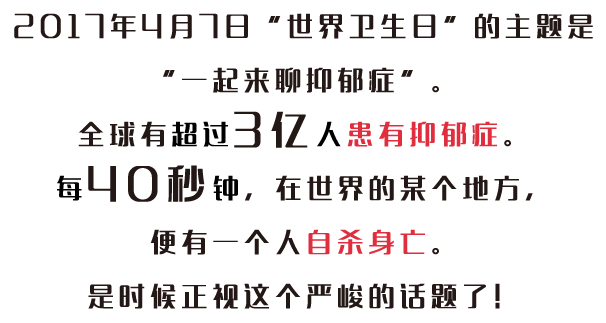 2017年4月7日“世界卫生日”的主题是
“一起来聊抑郁症”。
全球有超过3亿人患有抑郁症。
每40秒钟，在世界的某个地方，
便有一个人自杀身亡。
是时候正视这个严峻的话题了！